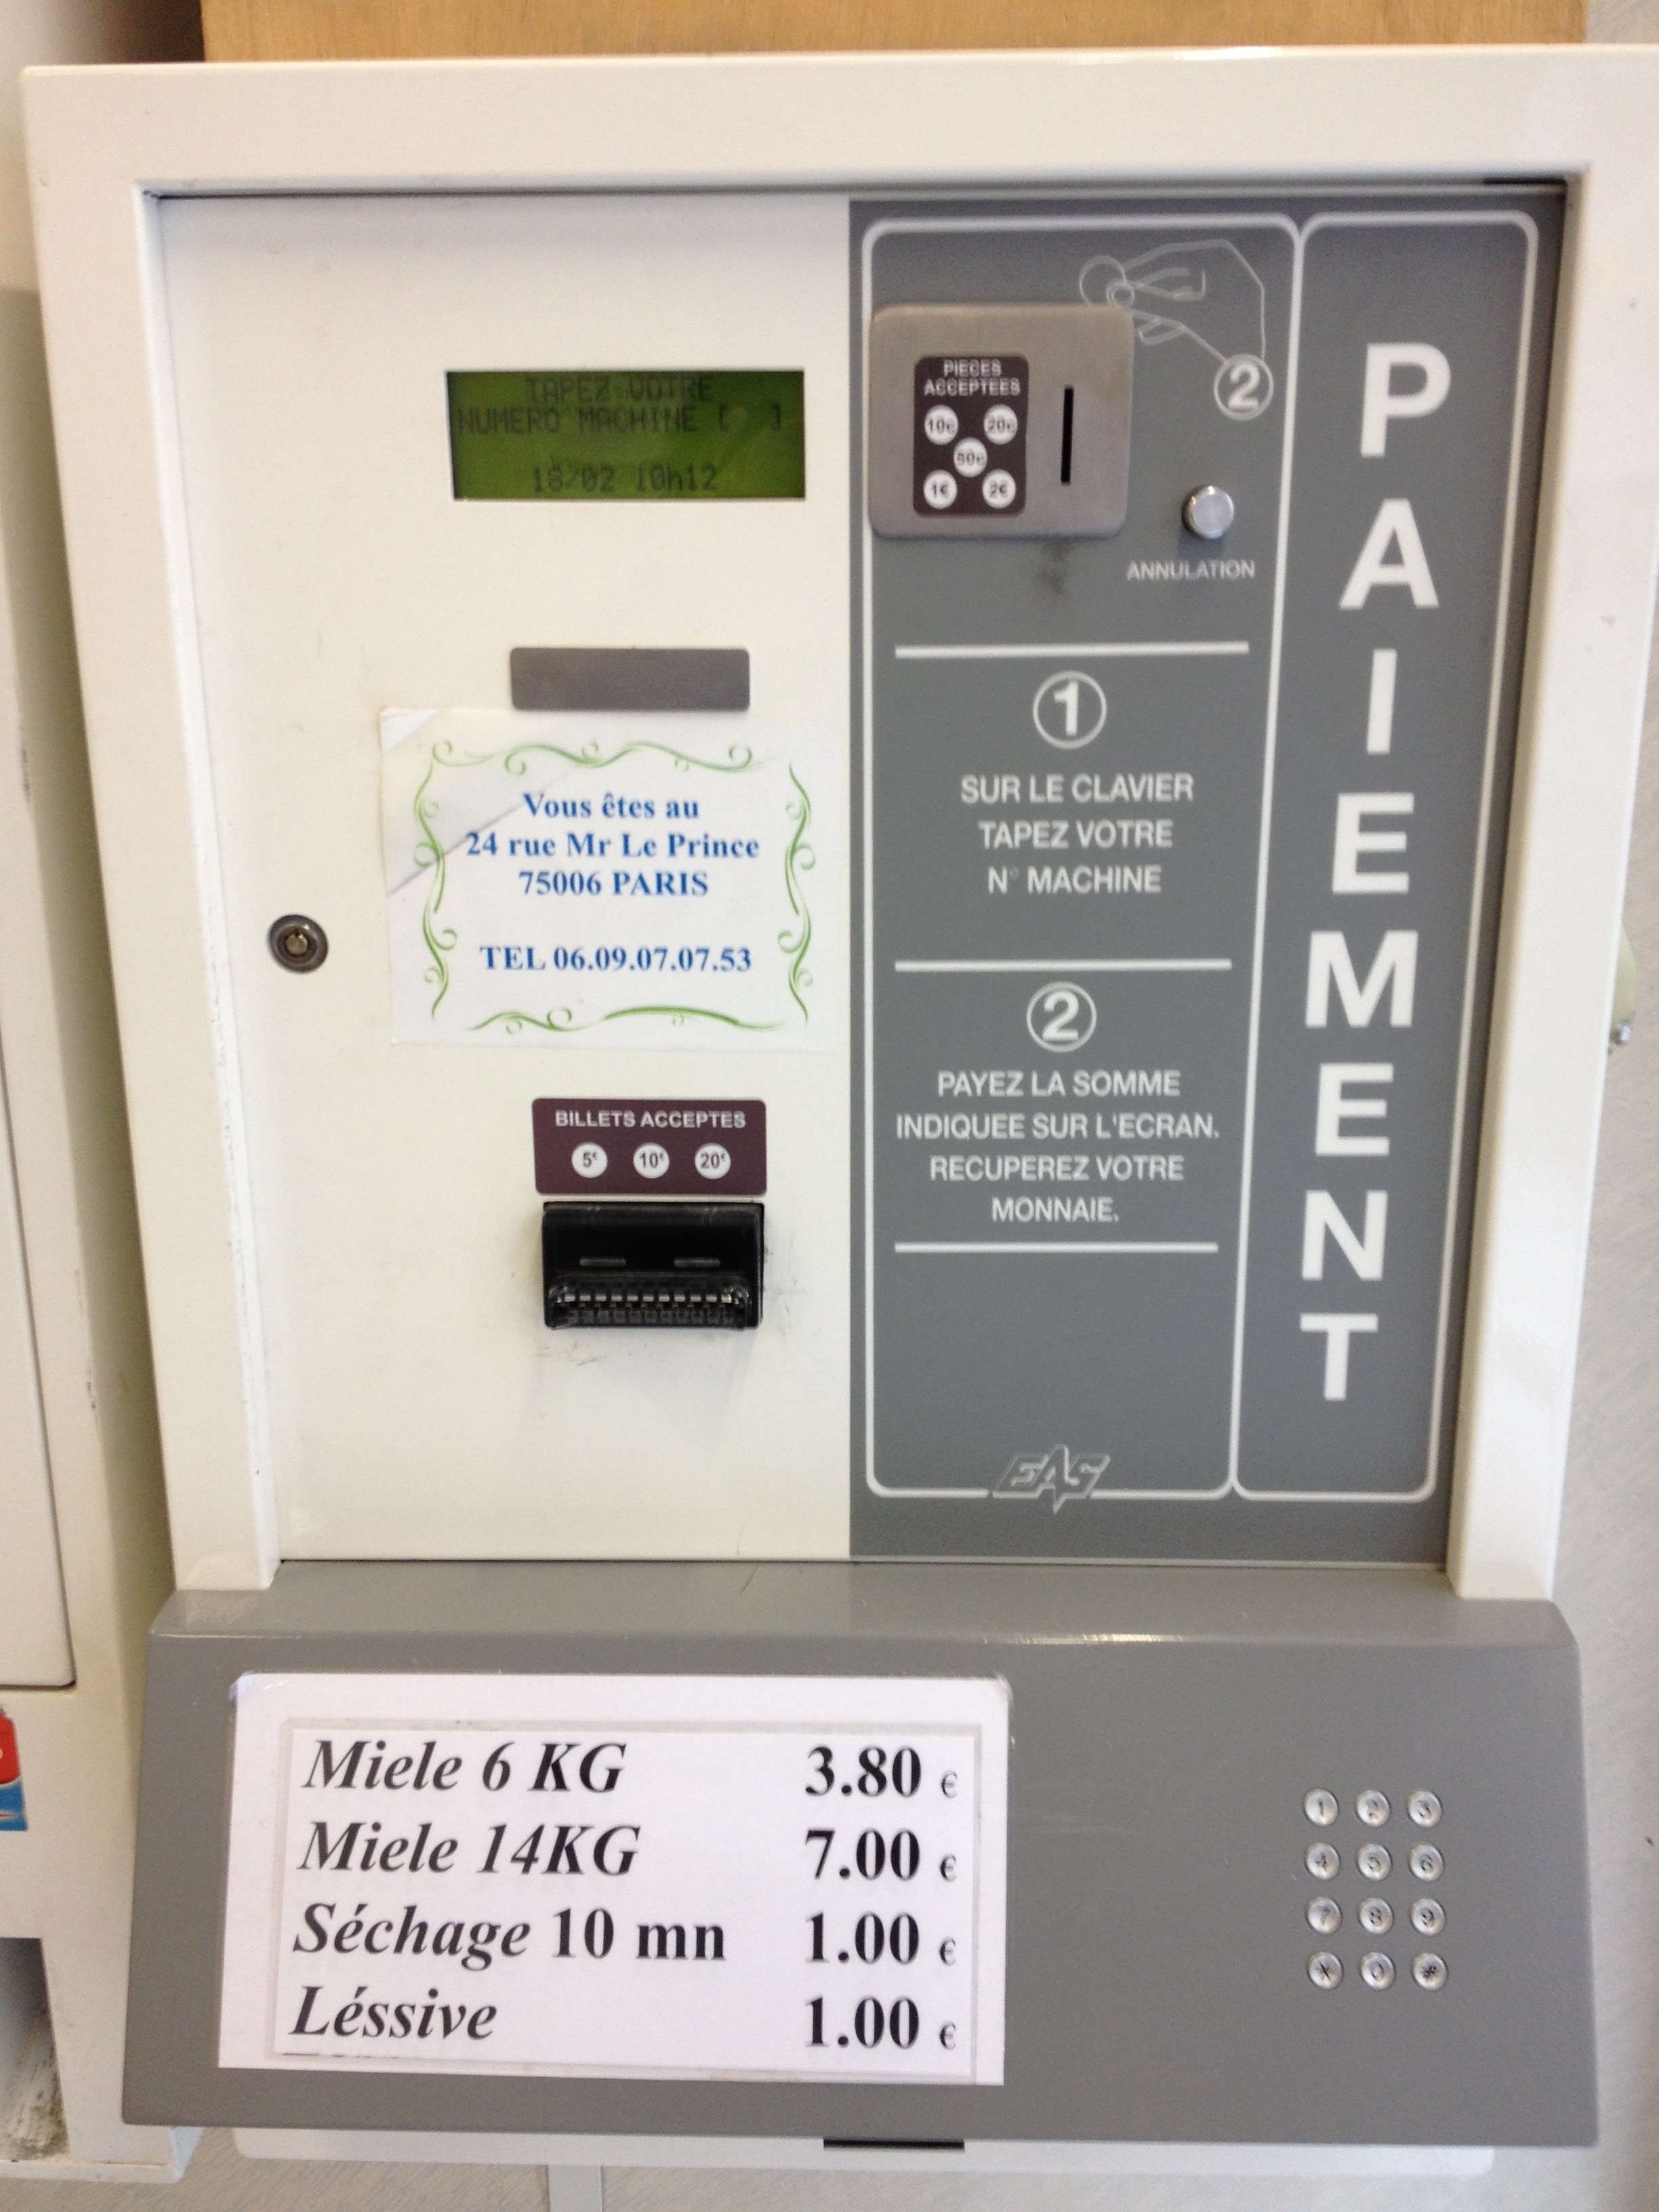 TAPEZ VOTRE
NUMERO MACHINE [ ]
18/02 10h12
PIECES
ACCEPTEES
10c 20c
50c
1€ 2€
2
ANNULATION
1
SUR LE CLAVIER
TAPEZ VOTRE
N° MACHINE
2
PAYEZ LA SOMME
INDIQUEE SUR L'ECRAN.
RECUPEREZ VOTRE
MONNAIE.
EAS
PAIEMENT
Vous êtes au
24 rue Mr Le Prince
75006 PARIS
TEL 06.09.07.07.53
BILLETS ACCEPTES
5€ 10€ 20€
Miele 6 KG 3.80 €
Miele 14KG 7.00 €
Séchage 10 mn 1.00 €
Léssive 1.00 €
1 2 3
4 5 6
7 8 9
* 0 #